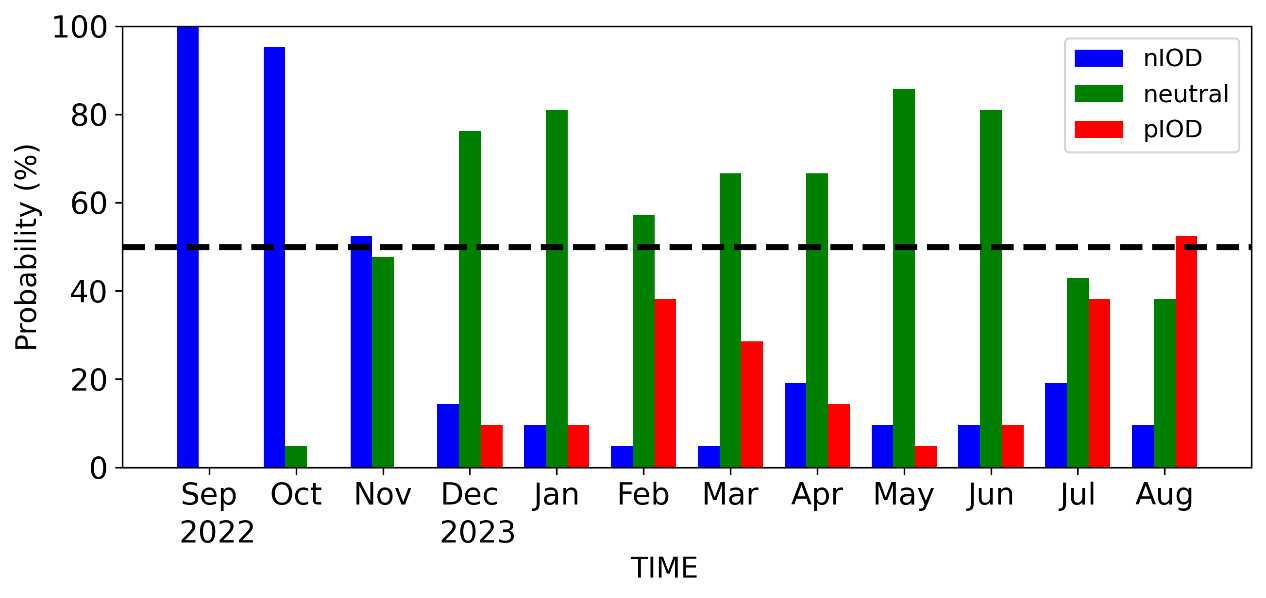 100
80
60
40
20
0
Probability (%)
nIOD
neutral
pIOD
Sep Oct Nov Dec Jan Feb Mar Apr May Jun Jul Aug
2022 2023
TIME